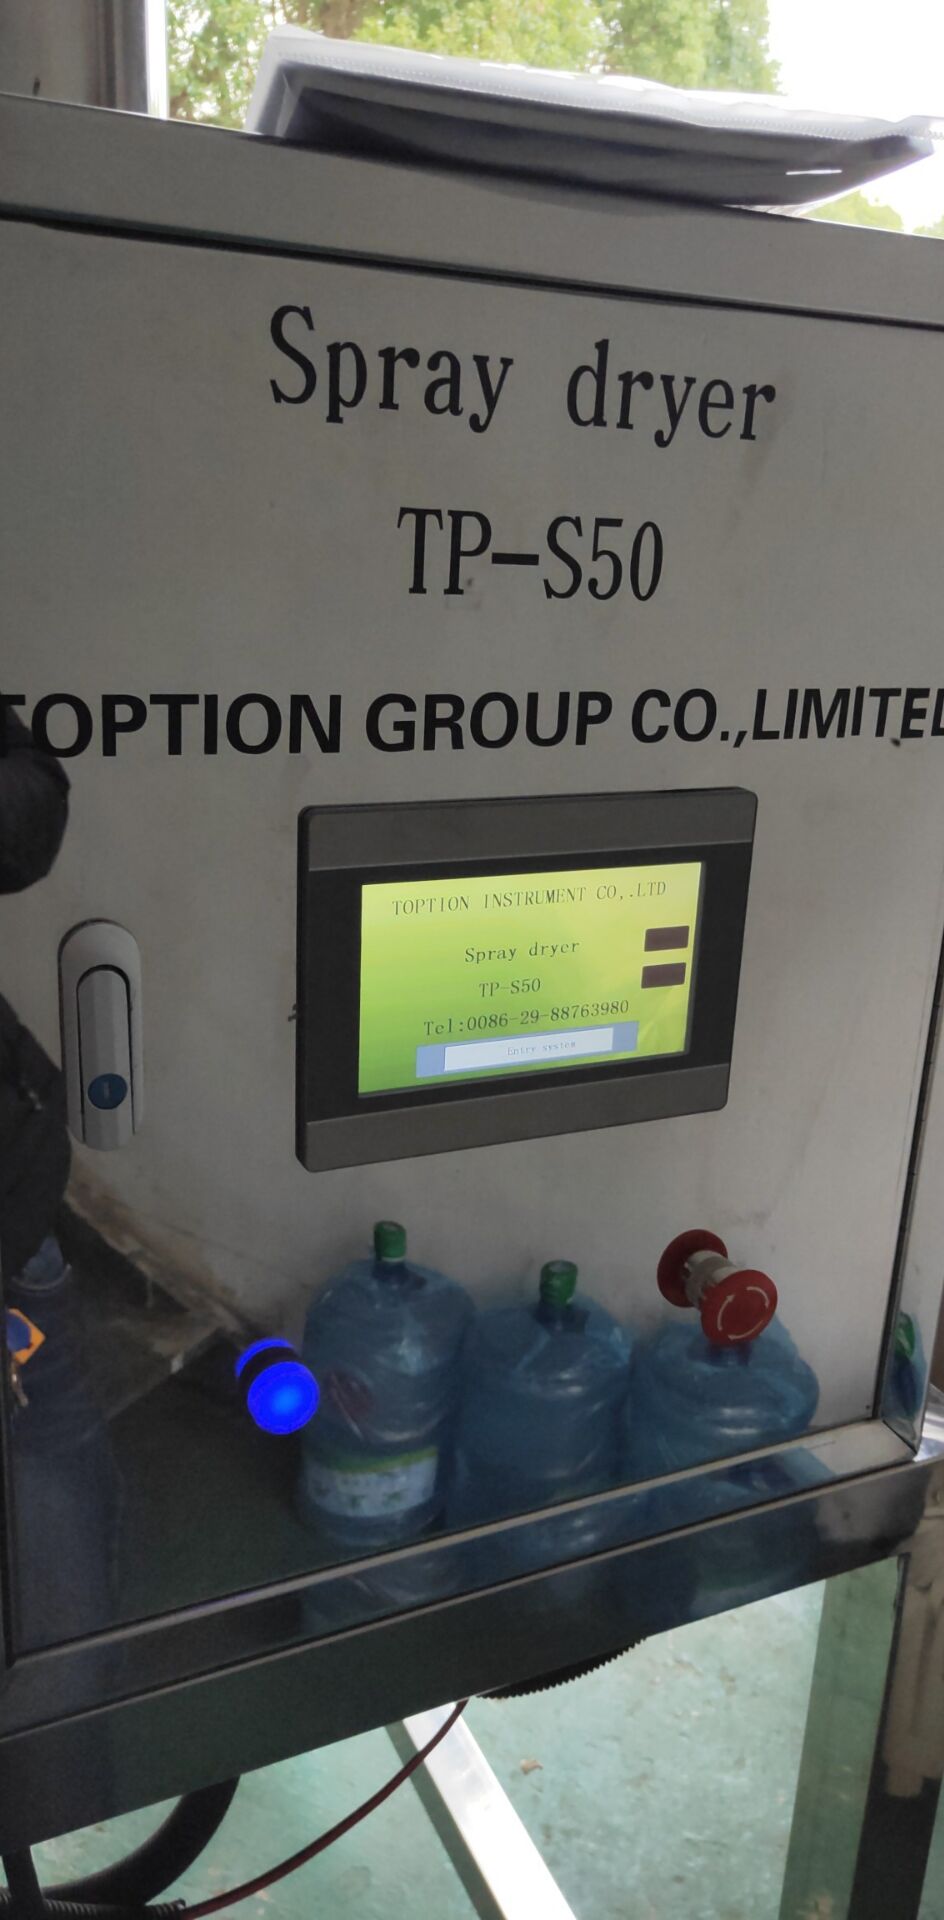 Spray dryer
TP-S50
TOPTION GROUP CO.,LIMITED
TOPTION INSTRUMENT CO,.LTD
Spray dryer
TP-S50
Tel:0086-29-88763980
Entry system